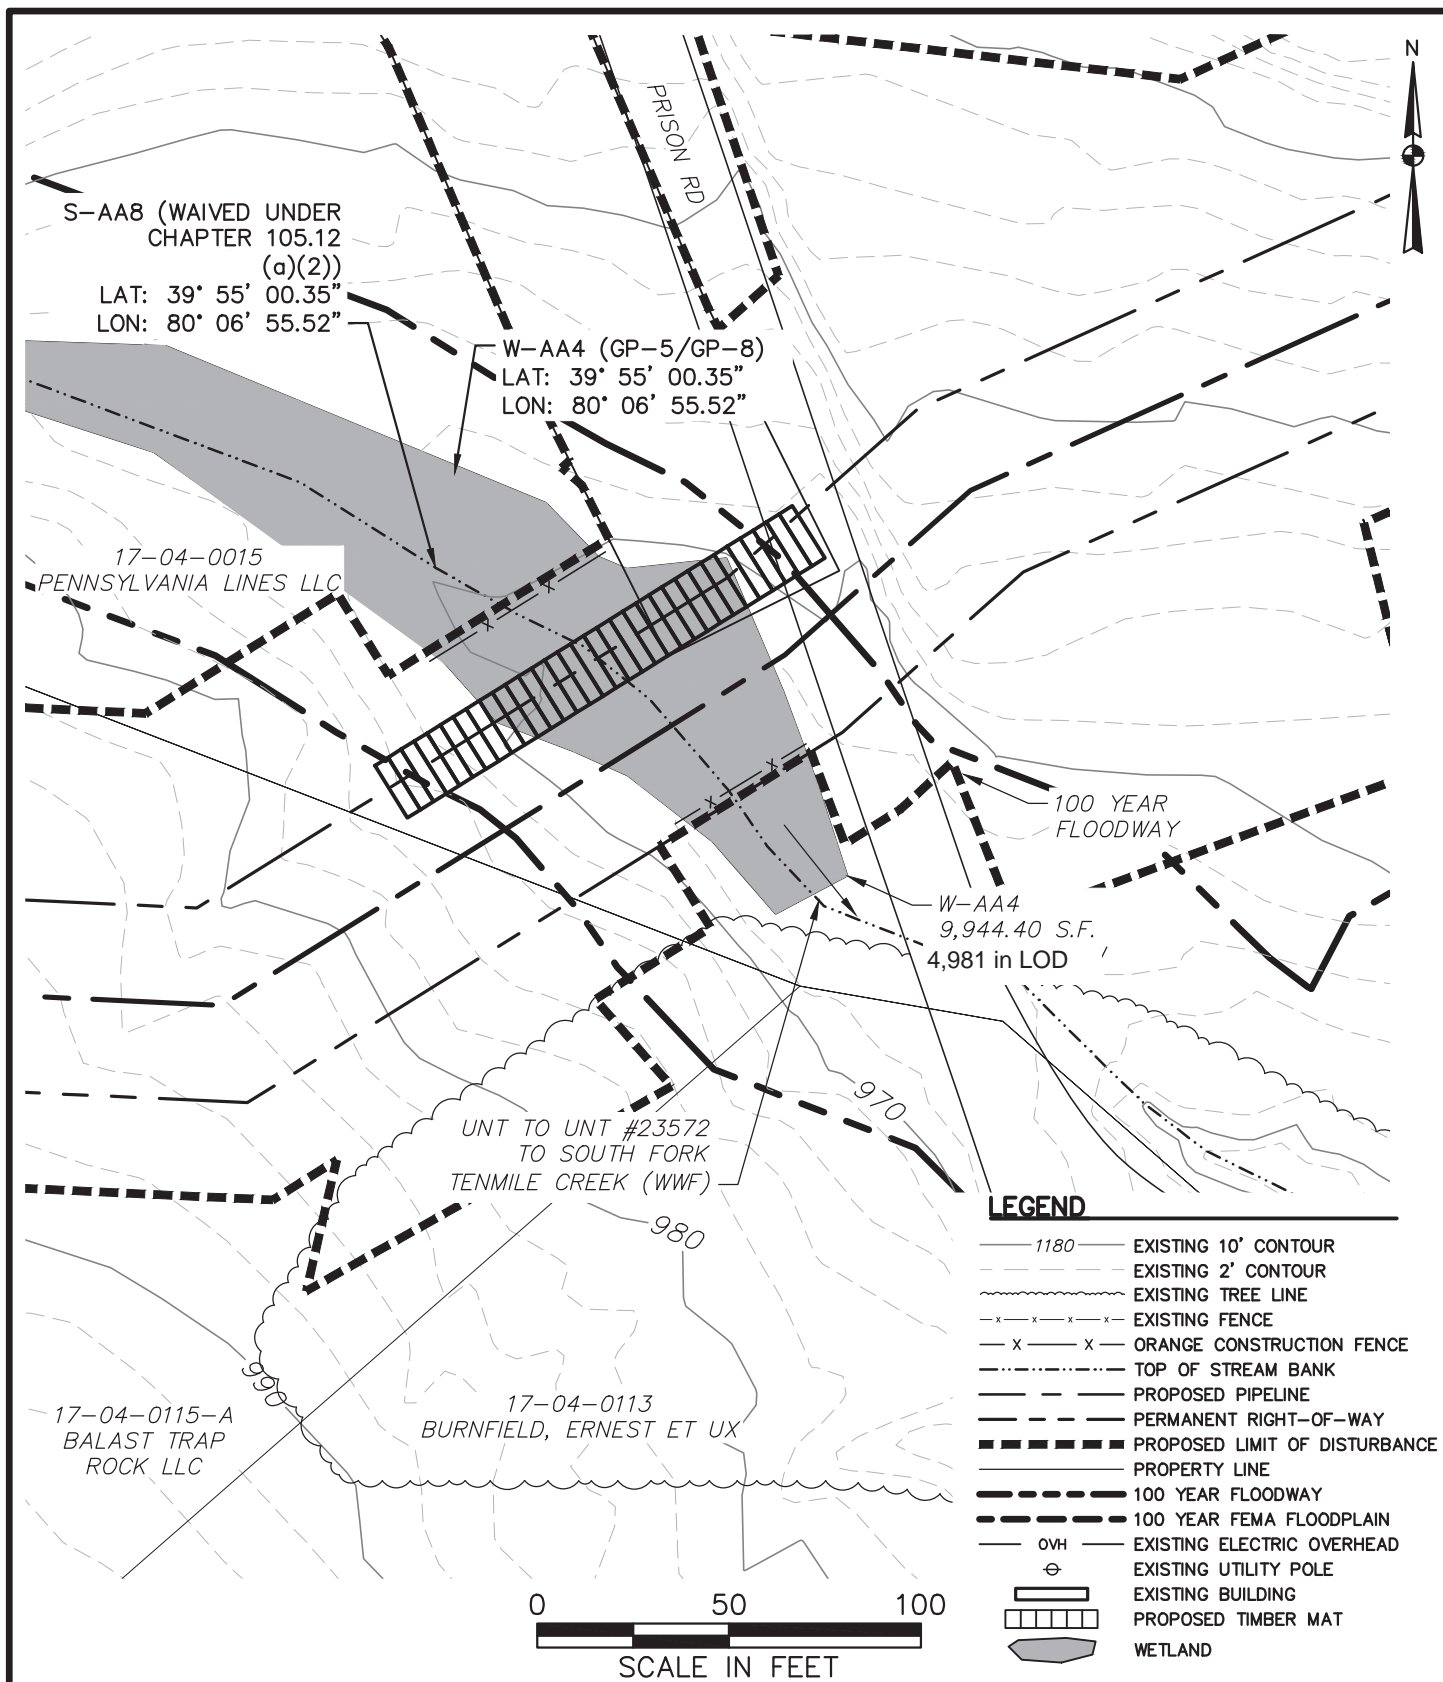 N
PRISON RD
S-AA8 (WAIVED UNDER
CHAPTER 105.12
(a)(2))
LAT: 39° 55' 00.35"
LON: 80° 06' 55.52"
W-AA4 (GP-5/GP-8)
LAT: 39° 55' 00.35"
LON: 80° 06' 55.52"
17-04-0015
PENNSYLVANIA LINES LLC
100 YEAR
FLOODWAY
W-AA4
9,944.40 S.F.
4,981 in LOD
970
UNT TO UNT #23572
TO SOUTH FORK
TENMILE CREEK (WWF)
980
990
17-04-0115-A
BALAST TRAP
ROCK LLC
17-04-0113
BURNFIELD, ERNEST ET UX
LEGEND
1180 EXISTING 10' CONTOUR
EXISTING 2' CONTOUR
EXISTING TREE LINE
x x x x EXISTING FENCE
X X ORANGE CONSTRUCTION FENCE
TOP OF STREAM BANK
PROPOSED PIPELINE
PERMANENT RIGHT-OF-WAY
PROPOSED LIMIT OF DISTURBANCE
PROPERTY LINE
100 YEAR FLOODWAY
100 YEAR FEMA FLOODPLAIN
OVH EXISTING ELECTRIC OVERHEAD
EXISTING UTILITY POLE
EXISTING BUILDING
PROPOSED TIMBER MAT
WETLAND
0 50 100
SCALE IN FEET